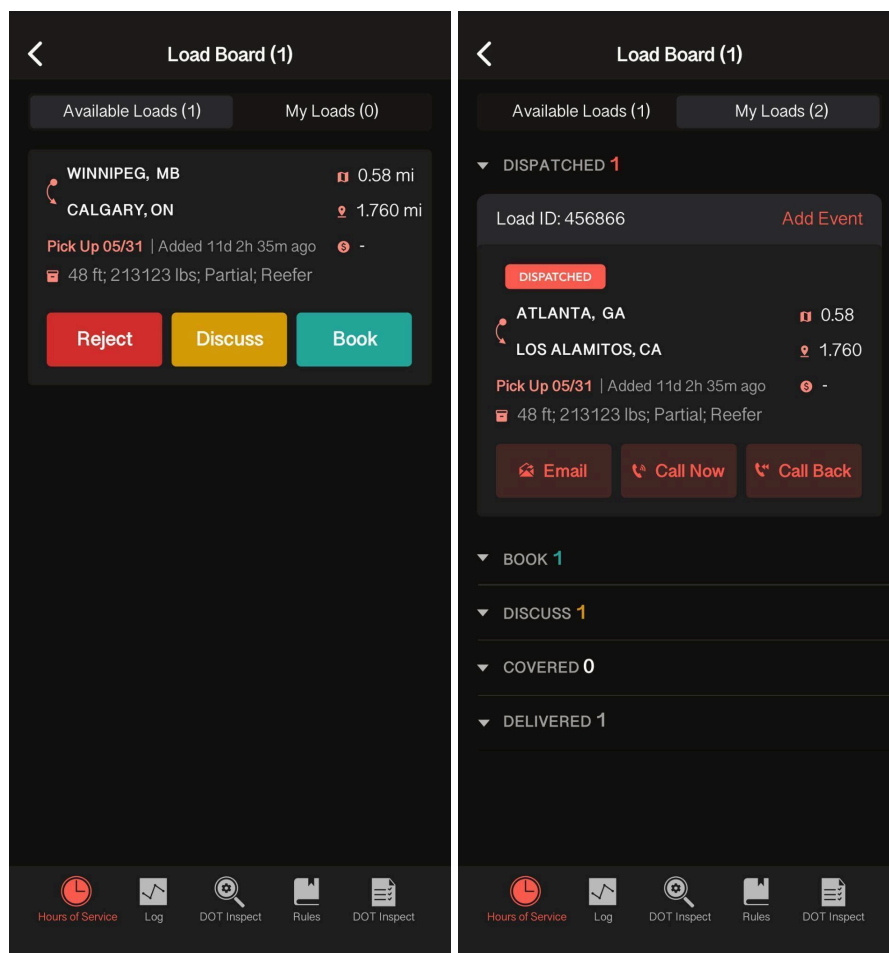 Load Board (1)
Available Loads (1) My Loads (0)
WINNIPEG, MB 0.58 mi
CALGARY, ON 1.760 mi
Pick Up 05/31 | Added 11d 2h 35m ago -
48 ft; 213123 lbs; Partial; Reefer
Reject Discuss Book
Hours of Service Log DOT Inspect Rules DOT Inspect
Load Board (1)
Available Loads (1) My Loads (2)
DISPATCHED 1
Load ID: 456866 Add Event
DISPATCHED
ATLANTA, GA 0.58
LOS ALAMITOS, CA 1.760
Pick Up 05/31 | Added 11d 2h 35m ago -
48 ft; 213123 lbs; Partial; Reefer
Email Call Now Call Back
BOOK 1
DISCUSS 1
COVERED 0
DELIVERED 1
Hours of Service Log DOT Inspect Rules DOT Inspect